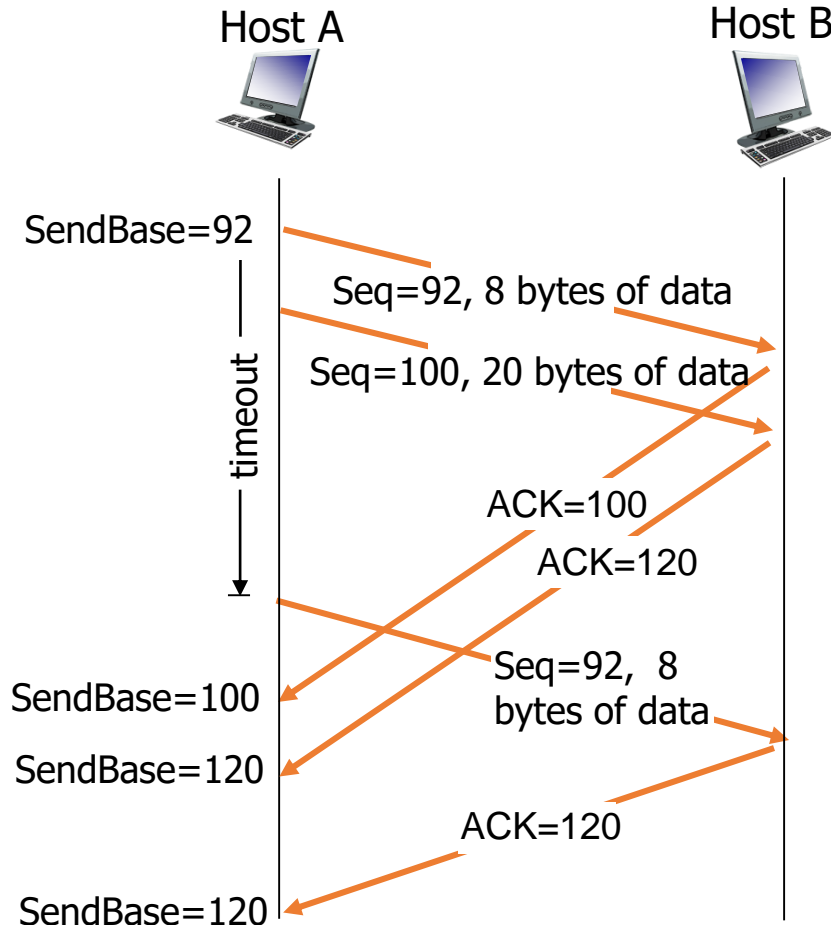 Host A
Host B
SendBase=92
Seq=92, 8 bytes of data
Seq=100, 20 bytes of data
timeout
ACK=100
ACK=120
Seq=92,  8
bytes of data
SendBase=100
SendBase=120
ACK=120
SendBase=120